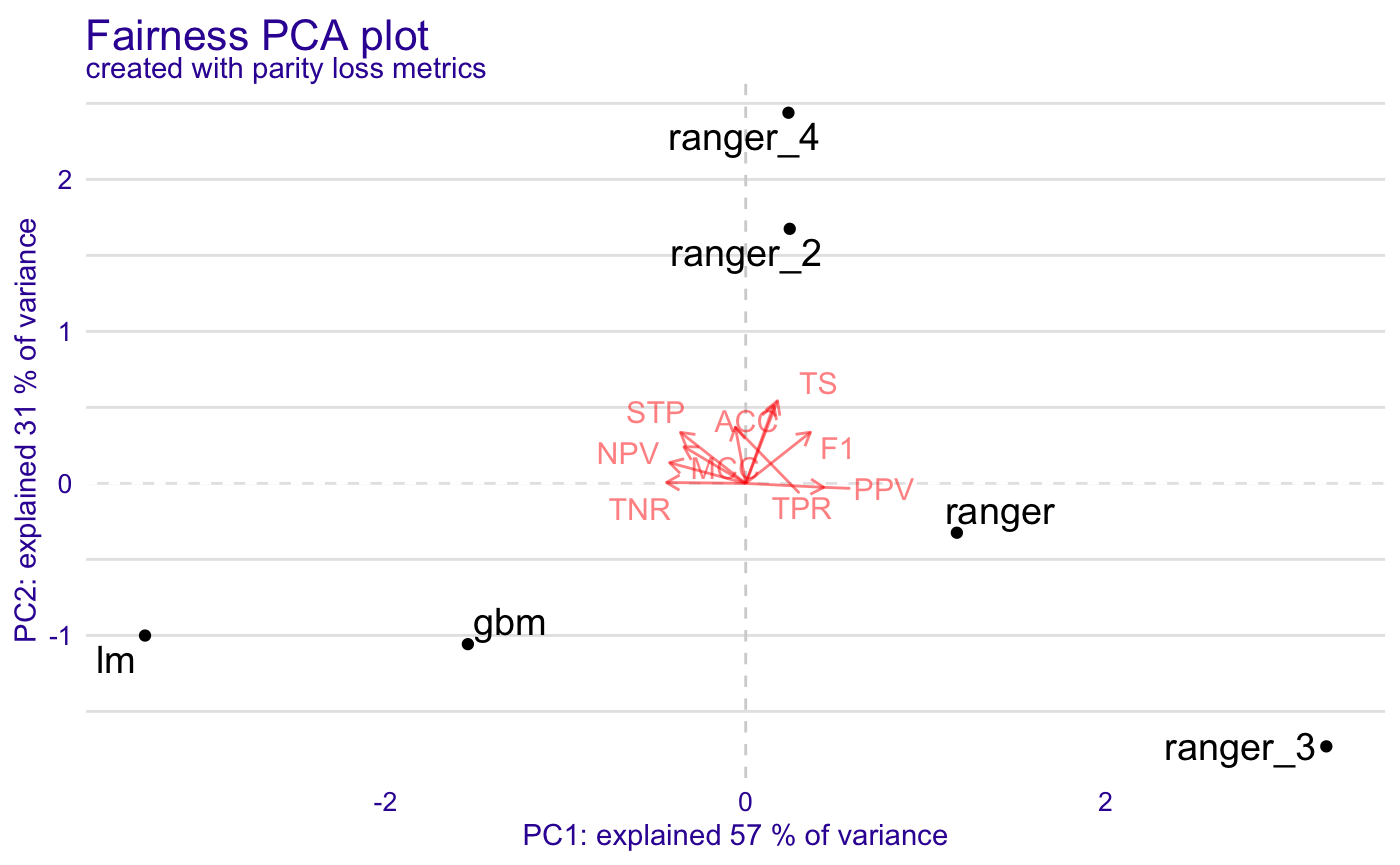 Fairness PCA plot
created with parity loss metrics
ranger_4
2
ranger_2
1
TS
STP
ACC
F1
NPV
MCC
0
PPV
TNR
TPR
ranger
gbm
-1
lm
ranger_3
-2
0
2
PC1: explained 57 % of variance
PC2: explained 31 % of variance